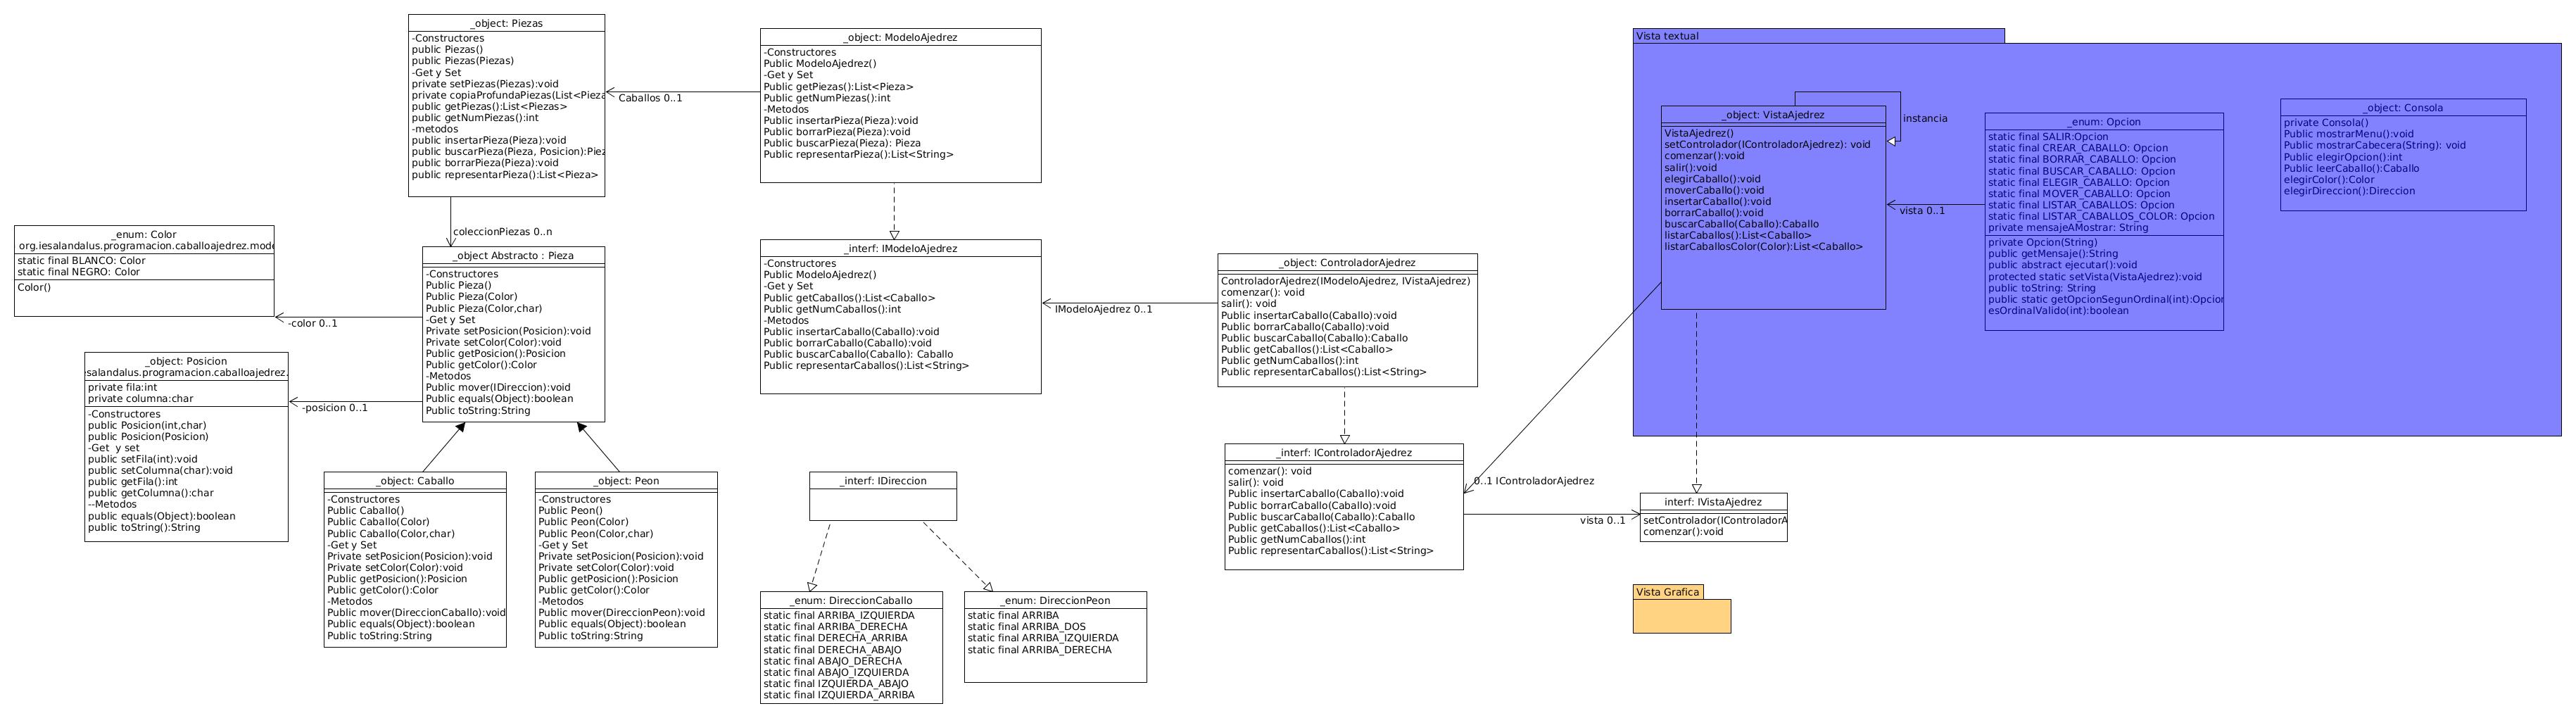 _object: Piezas
-Constructores
public Piezas()
public Piezas(Piezas)
-Get y Set
private setPiezas(Piezas):void
private copiaProfundaPiezas(List<Pieza
public getPiezas():List<Piezas>
public getNumPiezas():int
-metodos
public insertarPieza(Pieza):void
public buscarPieza(Pieza, Posicion):Piez
public borrarPieza(Pieza):void
public representarPieza():List<Pieza>
Caballos 0..1
coleccionPiezas 0..n
_object: ModeloAjedrez
-Constructores
Public ModeloAjedrez()
-Get y Set
Public getPiezas():List<Pieza>
Public getNumPiezas():int
-Metodos
Public insertarPieza(Pieza):void
Public borrarPieza(Pieza):void
Public buscarPieza(Pieza): Pieza
Public representarPieza():List<String>
_enum: Color
org.iesalandalus.programacion.caballoajedrez.mode
static final BLANCO: Color
static final NEGRO: Color
Color()
-color 0..1
_object: Posicion
esalandalus.programacion.caballoajedrez.
private fila:int
private columna:char
-Constructores
public Posicion(int,char)
public Posicion(Posicion)
-Get  y set
public setFila(int):void
public setColumna(char):void
public getFila():int
public getColumna():char
--Metodos
public equals(Object):boolean
public toString():String
-posicion 0..1
_object Abstracto : Pieza
-Constructores
Public Pieza()
Public Pieza(Color)
Public Pieza(Color,char)
-Get y Set
Private setPosicion(Posicion):void
Private setColor(Color):void
Public getPosicion():Posicion
Public getColor():Color
-Metodos
Public mover(IDireccion):void
Public equals(Object):boolean
Public toString:String
_object: Caballo
-Constructores
Public Caballo()
Public Caballo(Color)
Public Caballo(Color,char)
-Get y Set
Private setPosicion(Posicion):void
Private setColor(Color):void
Public getPosicion():Posicion
Public getColor():Color
-Metodos
Public mover(DireccionCaballo):void
Public equals(Object):boolean
Public toString:String
_object: Peon
-Constructores
Public Peon()
Public Peon(Color)
Public Peon(Color,char)
-Get y Set
Private setPosicion(Posicion):void
Private setColor(Color):void
Public getPosicion():Posicion
Public getColor():Color
-Metodos
Public mover(DireccionPeon):void
Public equals(Object):boolean
Public toString:String
_interf: IModeloAjedrez
-Constructores
Public ModeloAjedrez()
-Get y Set
Public getCaballos():List<Caballo>
Public getNumCaballos():int
-Metodos
Public insertarCaballo(Caballo):void
Public borrarCaballo(Caballo):void
Public buscarCaballo(Caballo): Caballo
Public representarCaballos():List<String>
IModeloAjedrez 0..1
_interf: IDireccion
_enum: DireccionCaballo
static final ARRIBA_IZQUIERDA
static final ARRIBA_DERECHA
static final DERECHA_ARRIBA
static final DERECHA_ABAJO
static final ABAJO_DERECHA
static final ABAJO_IZQUIERDA
static final IZQUIERDA_ABAJO
static final IZQUIERDA_ARRIBA
_enum: DireccionPeon
static final ARRIBA
static final ARRIBA_DOS
static final ARRIBA_IZQUIERDA
static final ARRIBA_DERECHA
_object: ControladorAjedrez
ControladorAjedrez(IModeloAjedrez, IVistaAjedrez)
comenzar(): void
salir(): void
Public insertarCaballo(Caballo):void
Public borrarCaballo(Caballo):void
Public buscarCaballo(Caballo):Caballo
Public getCaballos():List<Caballo>
Public getNumCaballos():int
Public representarCaballos():List<String>
_interf: IControladorAjedrez
comenzar(): void
salir(): void
Public insertarCaballo(Caballo):void
Public borrarCaballo(Caballo):void
Public buscarCaballo(Caballo):Caballo
Public getCaballos():List<Caballo>
Public getNumCaballos():int
Public representarCaballos():List<String>
0..1 IControladorAjedrez
vista 0..1
Vista textual
_object: VistaAjedrez
VistaAjedrez()
setControlador(IControladorAjedrez): void
comenzar():void
salir():void
elegirCaballo():void
moverCaballo():void
insertarCaballo():void
borrarCaballo():void
buscarCaballo(Caballo):Caballo
listarCaballos():List<Caballo>
listarCaballosColor(Color):List<Caballo>
instancia
vista 0..1
_enum: Opcion
static final SALIR:Opcion
static final CREAR_CABALLO: Opcion
static final BORRAR_CABALLO: Opcion
static final BUSCAR_CABALLO: Opcion
static final ELEGIR_CABALLO: Opcion
static final MOVER_CABALLO: Opcion
static final LISTAR_CABALLOS: Opcion
static final LISTAR_CABALLOS_COLOR: Opcion
private mensajeAMostrar: String
private Opcion(String)
public getMensaje():String
public abstract ejecutar():void
protected static setVista(VistaAjedrez):void
public toString: String
public static getOpcionSegunOrdinal(int):Opcion
esOrdinalValido(int):boolean
_object: Consola
private Consola()
Public mostrarMenu():void
Public mostrarCabecera(String): void
Public elegirOpcion():int
Public leerCaballo():Caballo
elegirColor():Color
elegirDireccion():Direccion
interf: IVistaAjedrez
setControlador(IControladorA
comenzar():void
Vista Grafica